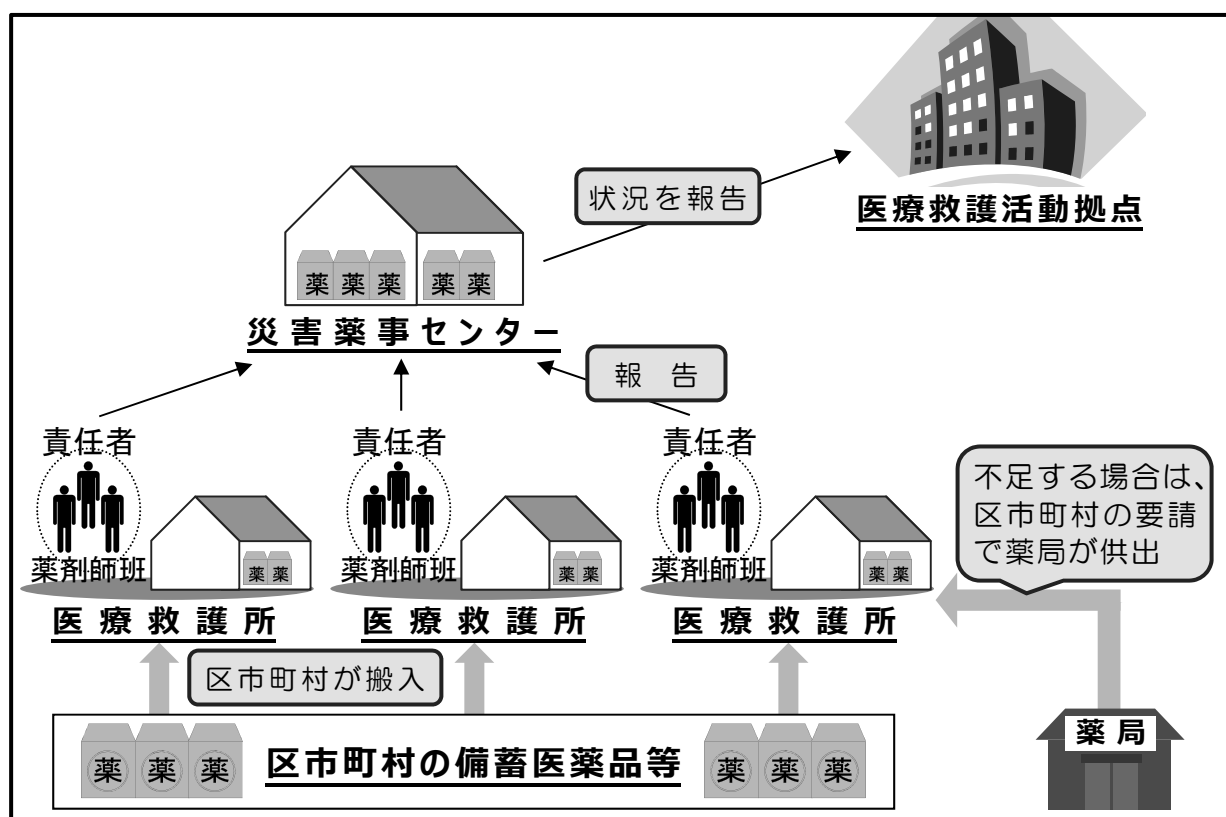 状況を報告
医療救護活動拠点
薬薬薬 薬薬
災害薬事センター
報 告
責任者
責任者
責任者
薬剤師班
薬薬
薬剤師班
薬薬
薬剤師班
薬薬
不足する場合は、
区市町村の要請
で薬局が供出
医療救護所
医療救護所
医療救護所
区市町村が搬入
薬薬薬
区市町村の備蓄医薬品等
薬薬薬
薬局